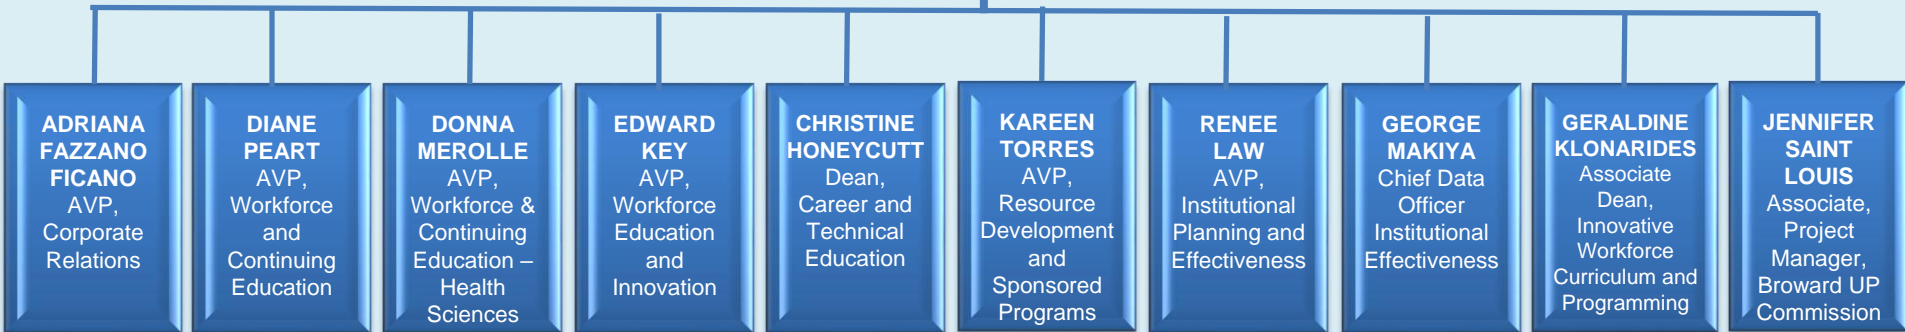 ADRIANA
FAZZANO
FICANO
AVP,
Corporate
Relations
DIANE
PEART
AVP,
Workforce
and
Continuing
Education
DONNA
MEROLLE
AVP,
Workforce &
Continuing
Education –
Health
Sciences
EDWARD
KEY
AVP,
Workforce
Education
and
Innovation
CHRISTINE
HONEYCUTT
Dean,
Career and
Technical
Education
KAREEN
TORRES
AVP,
Resource
Development
and
Sponsored
Programs
RENEE
LAW
AVP,
Institutional
Planning and
Effectiveness
GEORGE
MAKIYA
Chief Data
Officer
Institutional
Effectiveness
GERALDINE
KLONARIDES
Associate
Dean,
Innovative
Workforce
Curriculum and
Programming
JENNIFER
SAINT
LOUIS
Associate,
Project
Manager,
Broward UP
Commission